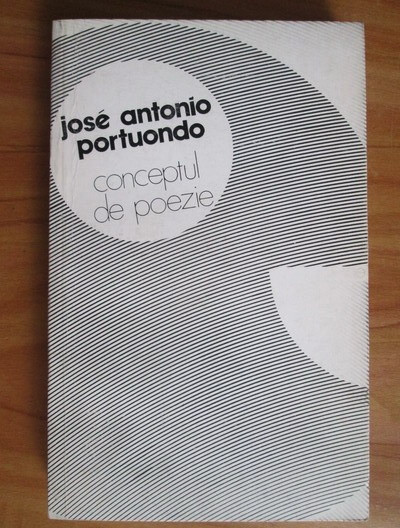 josé antonio
portuondo
conceptul
de poezie